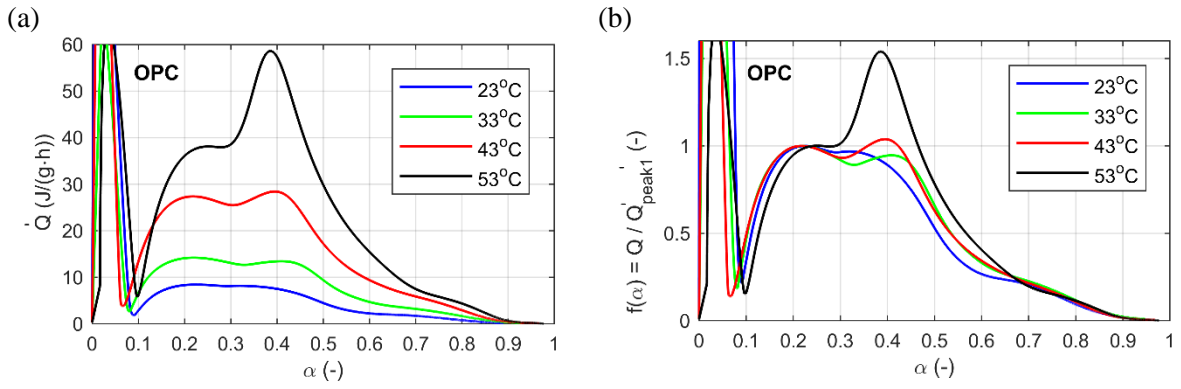 (a)
60
50
40
30
20
10
0
Q̇ (J/(g·h))
OPC
23°C
33°C
43°C
53°C
0 0.1 0.2 0.3 0.4 0.5 0.6 0.7 0.8 0.9 1
α (-)
(b)
1.5
1
0.5
0
f(α) = Q̇ / Q̇peak1 (-)
OPC
23°C
33°C
43°C
53°C
0 0.1 0.2 0.3 0.4 0.5 0.6 0.7 0.8 0.9 1
α (-)